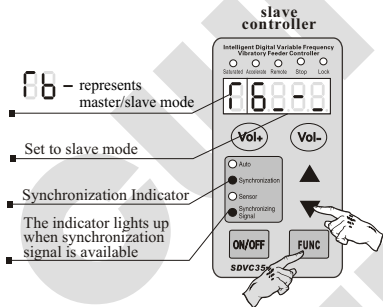 slave
controller
Intelligent Digital Variable Frequency
Vibratory Feeder Controller
Saturated Accelerate Remote Stop Lock
– represents
master/slave mode
Vol+ Vol-
Set to slave mode
Auto
Synchronization
Sensor
Synchronizing
Signal
Synchronization Indicator
The indicator lights up
when synchronization
signal is available
ON/OFF FUNC
SDVC35